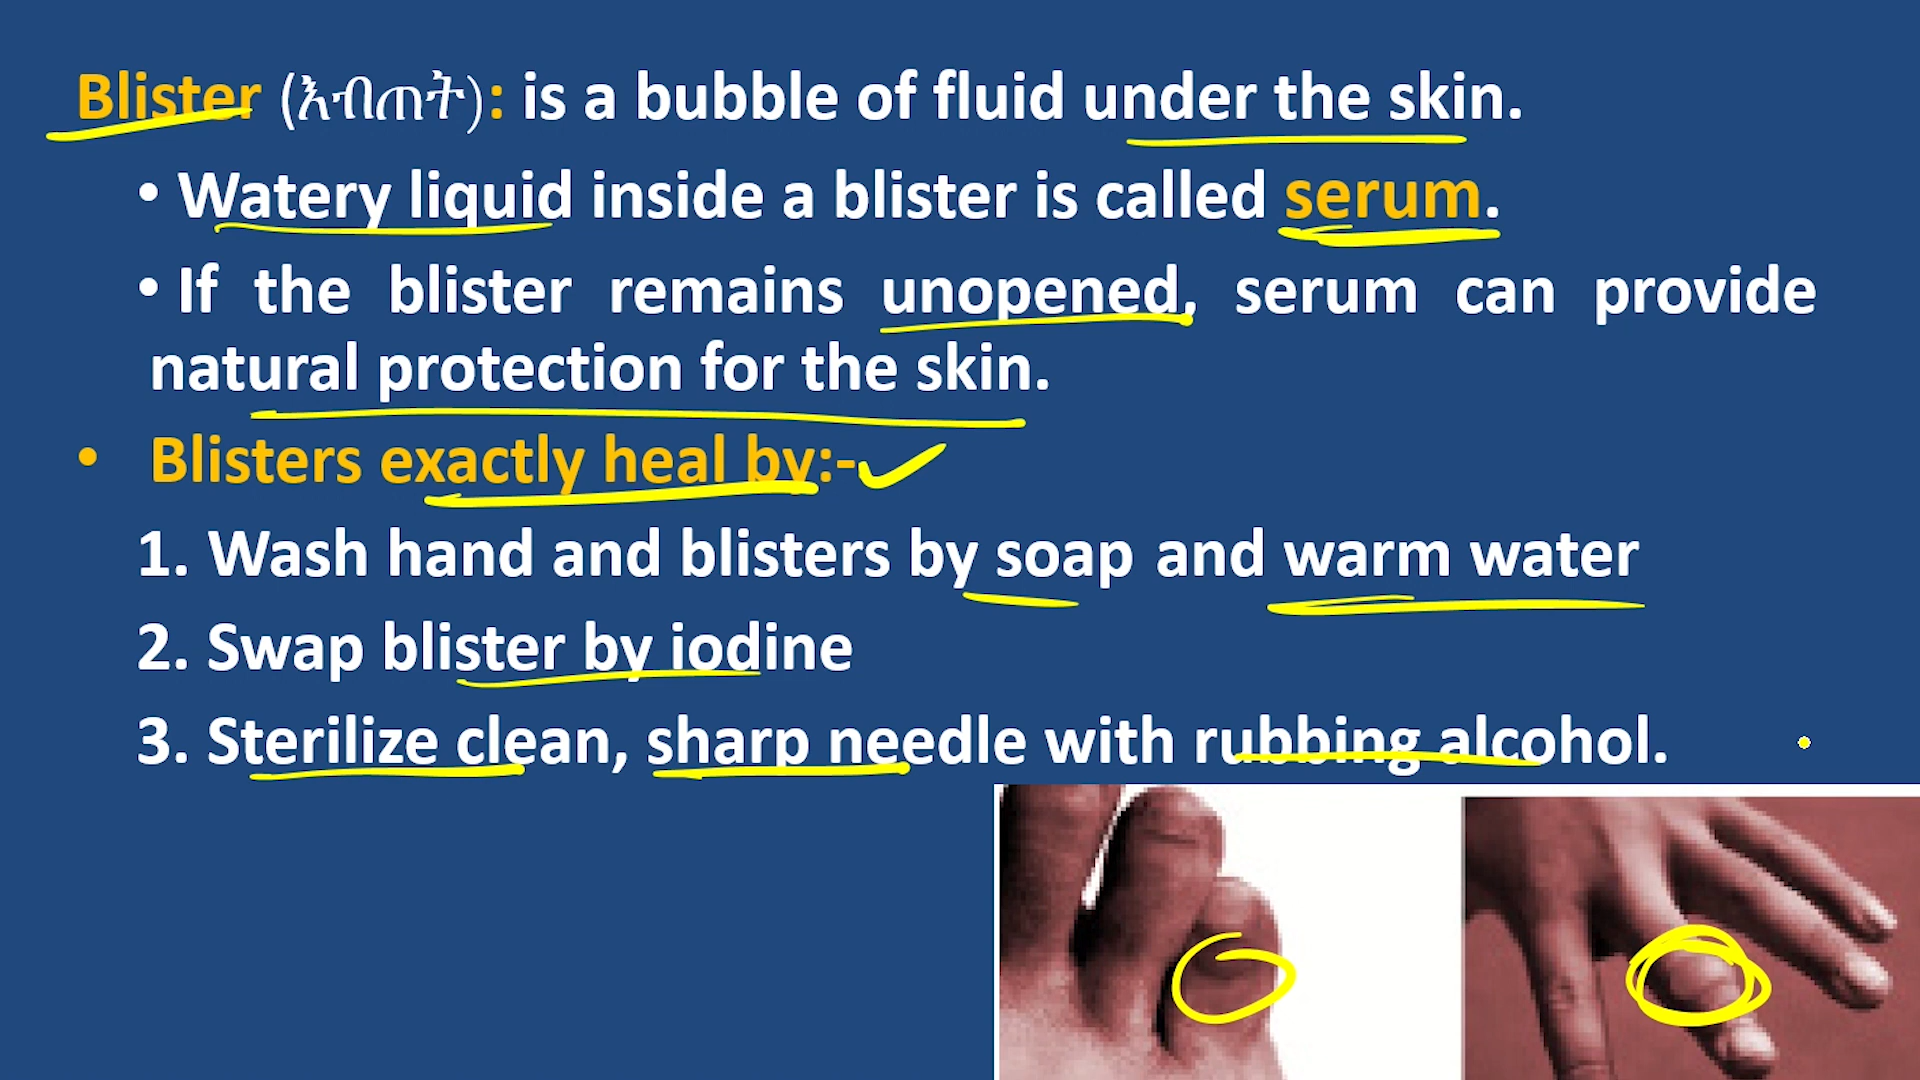 Blister (እብጠት): is a bubble of fluid under the skin.
• Watery liquid inside a blister is called serum.
• If the blister remains unopened, serum can provide
natural protection for the skin.
• Blisters exactly heal by:-
1. Wash hand and blisters by soap and warm water
2. Swap blister by iodine
3. Sterilize clean, sharp needle with rubbing alcohol.